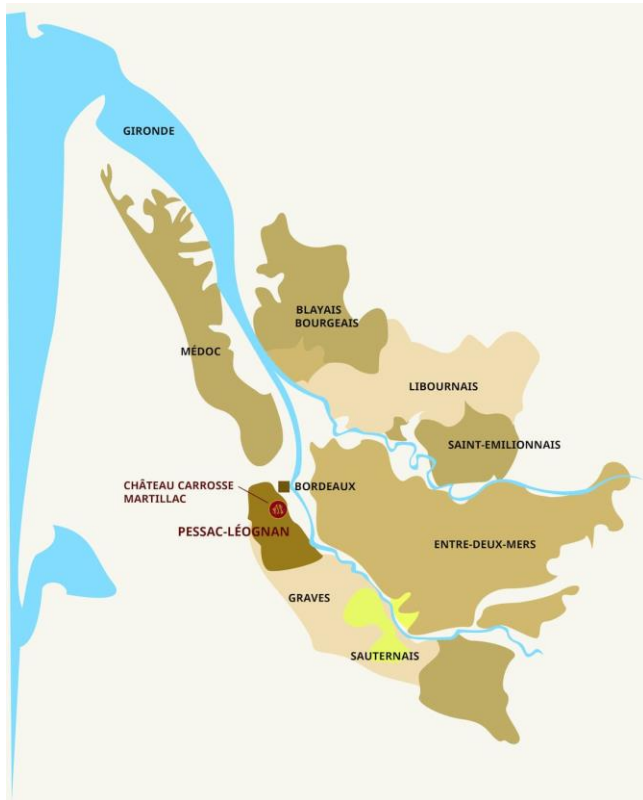 GIRONDE
BLAYAIS
BOURGEAIS
MÉDOC
LIBOURNAIS
SAINT-EMILIONNAIS
CHÂTEAU CARROSSE
MARTILLAC
BORDEAUX
PESSAC-LÉOGNAN
ENTRE-DEUX-MERS
GRAVES
SAUTERNAIS